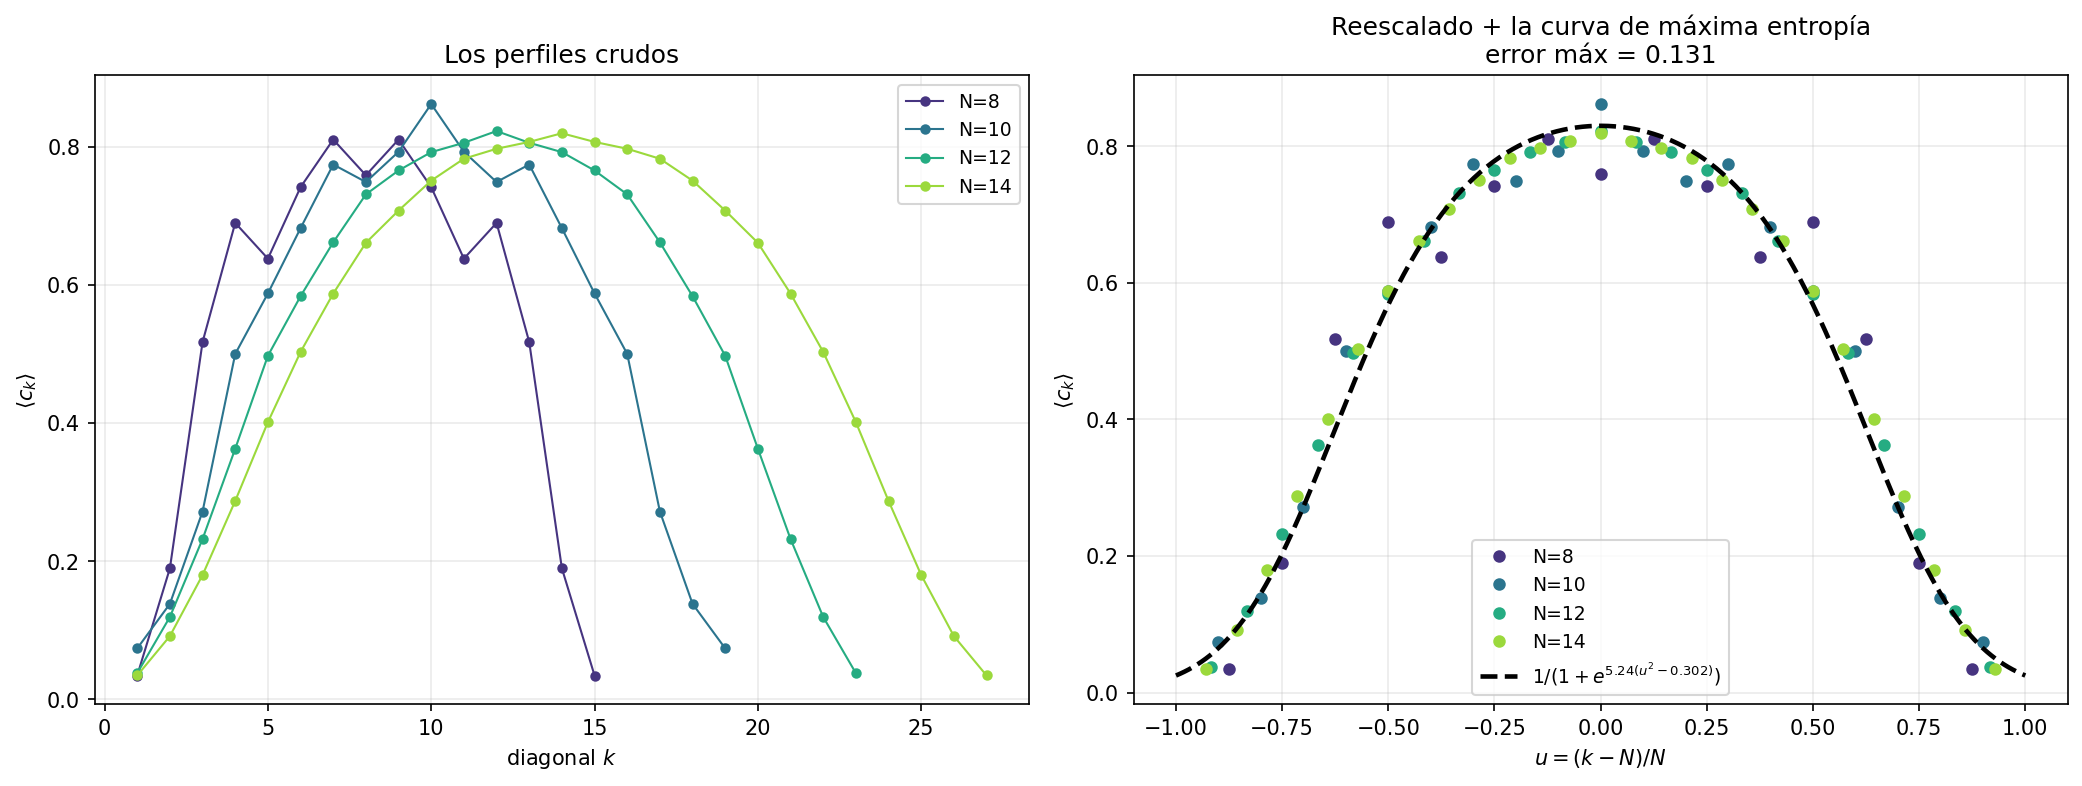 Los perfiles crudos
N=8
N=10
N=12
N=14
0.8
0.6
0.4
0.2
0.0
⟨c_k⟩
0
5
10
15
20
25
diagonal k
Reescalado + la curva de máxima entropía
error máx = 0.131
0.8
0.6
0.4
0.2
0.0
⟨c_k⟩
N=8
N=10
N=12
N=14
1/(1 + e^{5.24(u^2−0.302)})
−1.00
−0.75
−0.50
−0.25
0.00
0.25
0.50
0.75
1.00
u = (k − N)/N